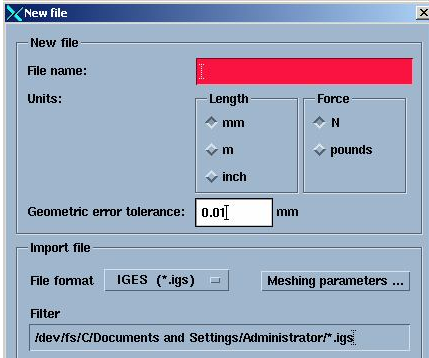 New file
New file
File name:
Units:
Length
Force
mm
N
m
pounds
inch
Geometric error tolerance: 0.01 mm
Import file
File format IGES (*.igs) Meshing parameters ...
Filter
/dev/fs/C/Documents and Settings/Administrator/*.igs